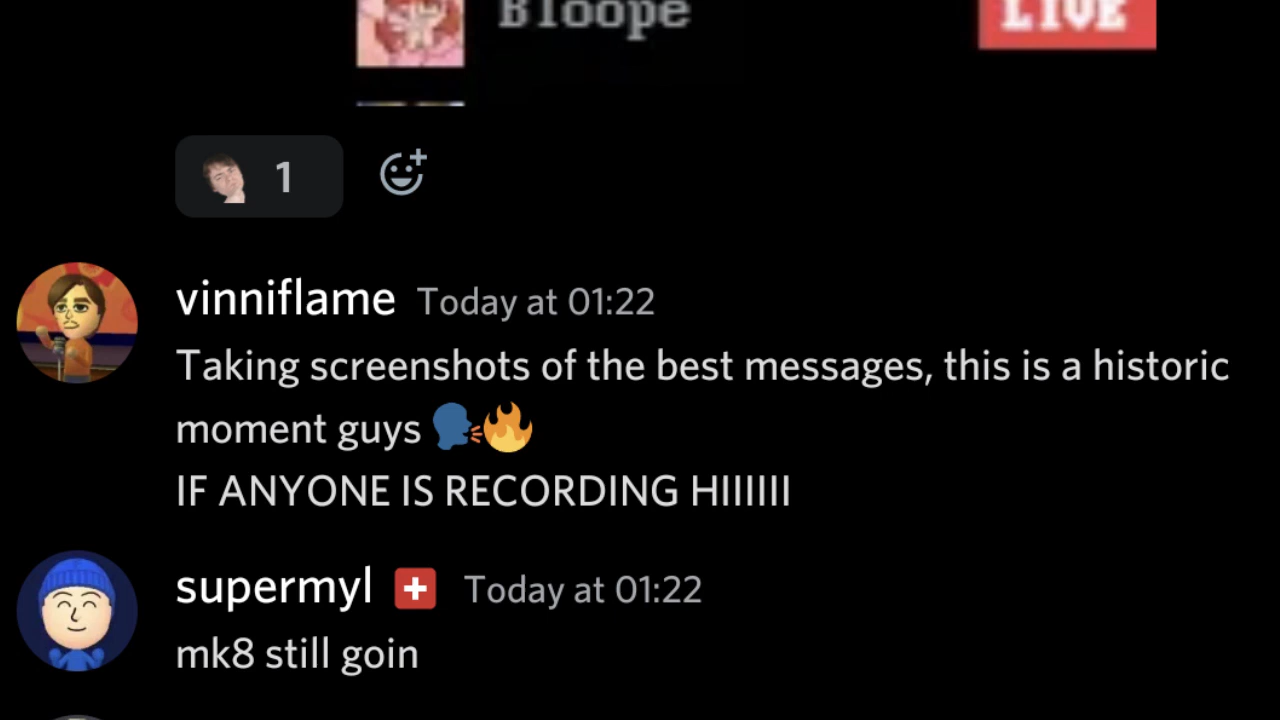 Bloope
LIVE
1
vinniflame Today at 01:22
Taking screenshots of the best messages, this is a historic
moment guys 🗣️🔥
IF ANYONE IS RECORDING HIIIIII
supermyl Today at 01:22
mk8 still goin